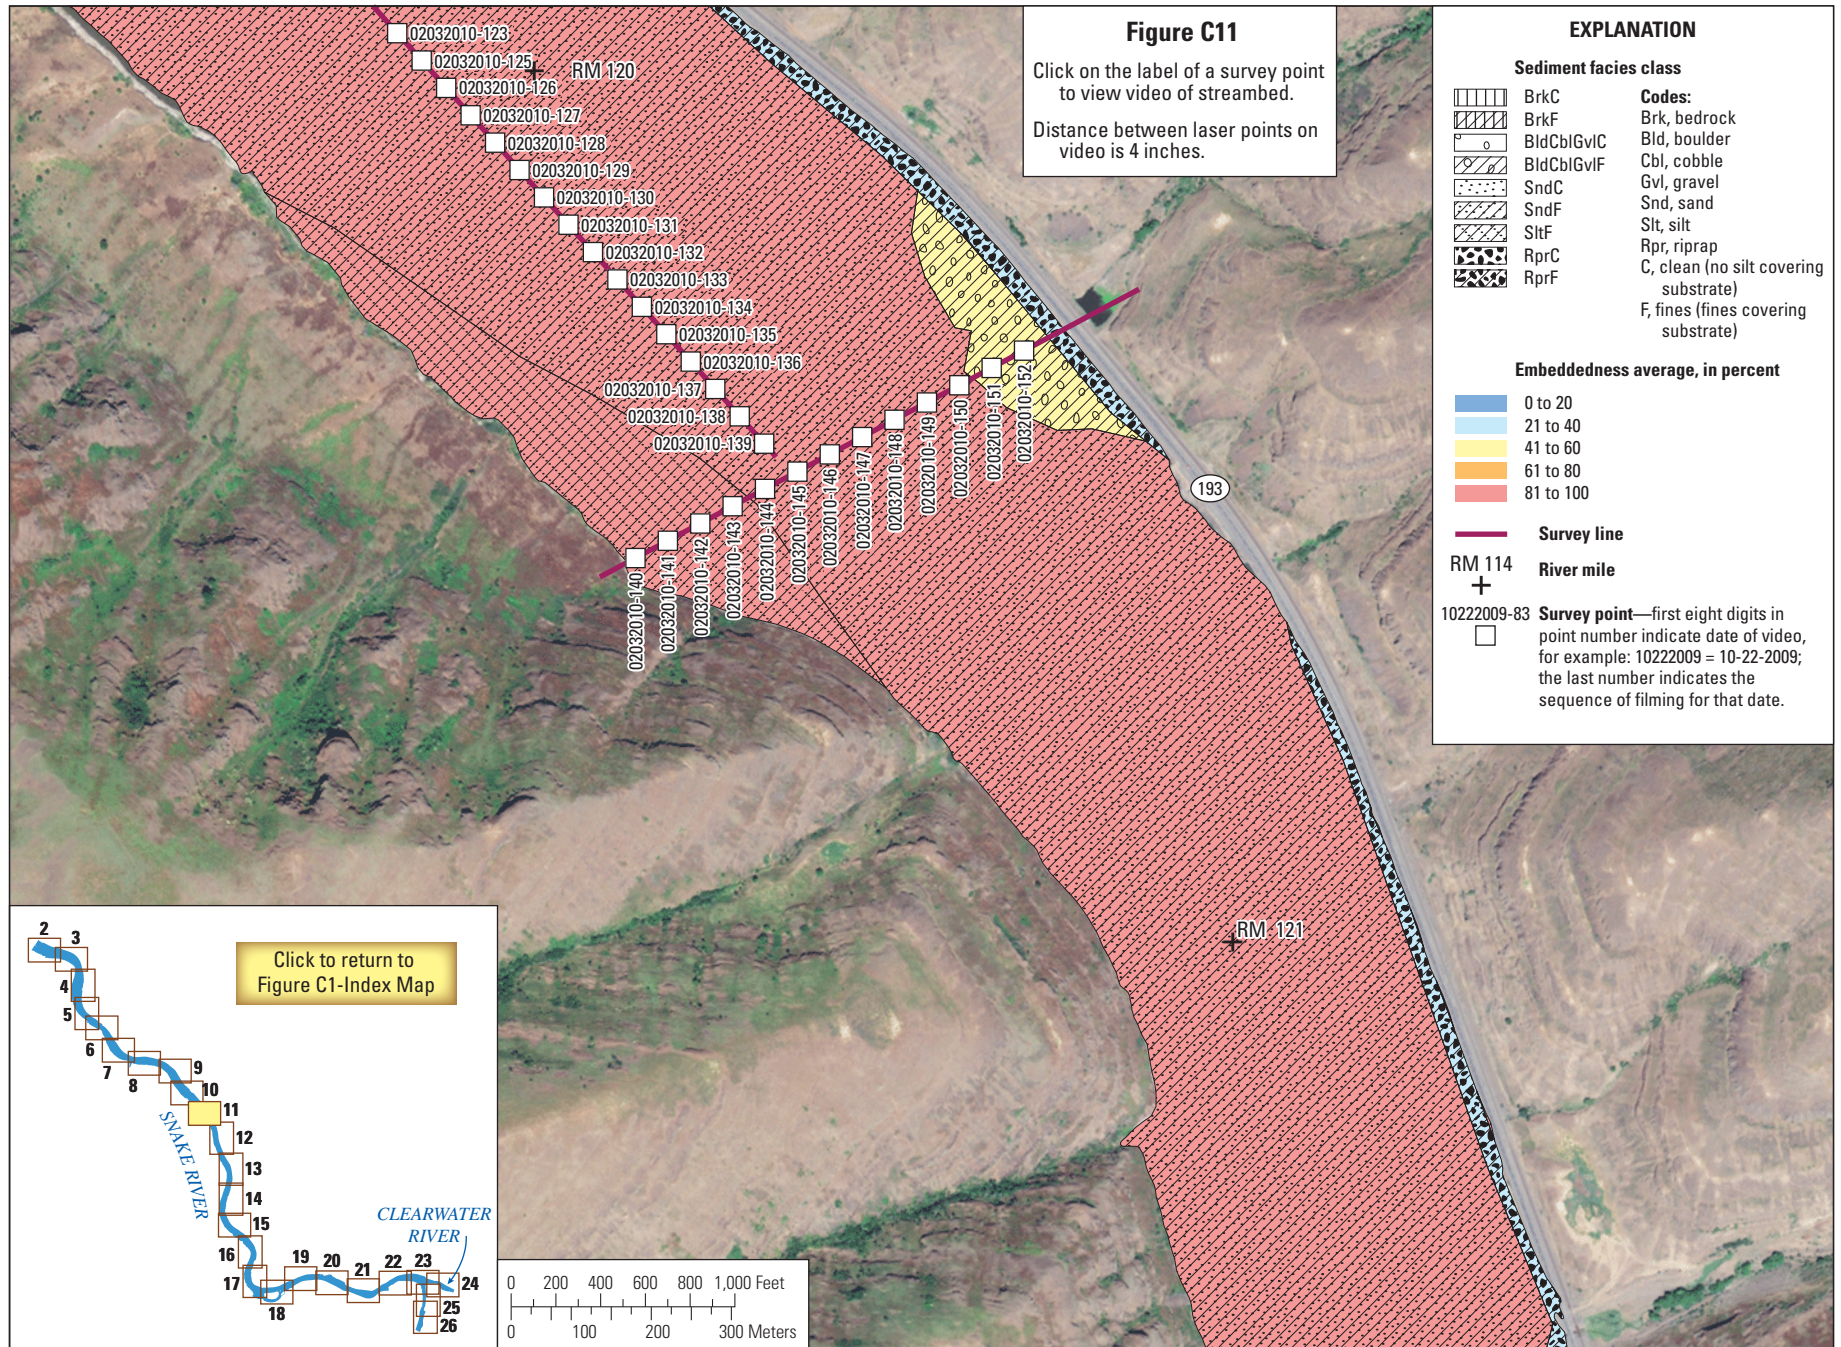 Figure C11
Click on the label of a survey point
to view video of streambed.
Distance between laser points on
video is 4 inches.
EXPLANATION
Sediment facies class
BrkC
BrkF
BldCblGvlC
BldCblGvlF
SndC
SndF
SltF
RprC
RprF
Codes:
Brk, bedrock
Bld, boulder
Cbl, cobble
Gvl, gravel
Snd, sand
Slt, silt
Rpr, riprap
C, clean (no silt covering
substrate)
F, fines (fines covering
substrate)
Embeddedness average, in percent
0 to 20
21 to 40
41 to 60
61 to 80
81 to 100
Survey line
RM 114
River mile
10222009-83
Survey point—first eight digits in
point number indicate date of video,
for example: 10222009 = 10-22-2009;
the last number indicates the
sequence of filming for that date.
02032010-123
02032010-125
RM 120
02032010-126
02032010-127
02032010-128
02032010-129
02032010-130
02032010-131
02032010-132
02032010-133
02032010-134
02032010-135
02032010-136
02032010-137
02032010-138
02032010-139
02032010-140
02032010-141
02032010-142
02032010-143
02032010-144
02032010-145
02032010-146
02032010-147
02032010-148
02032010-149
02032010-150
02032010-151
02032010-152
193
RM 121
Click to return to
Figure C1-Index Map
2
3
4
5
6
7
8
9
10
11
12
13
14
15
16
17
18
19
20
21
22
23
24
25
26
SNAKE RIVER
CLEARWATER
RIVER
0 200 400 600 800 1,000 Feet
0 100 200 300 Meters